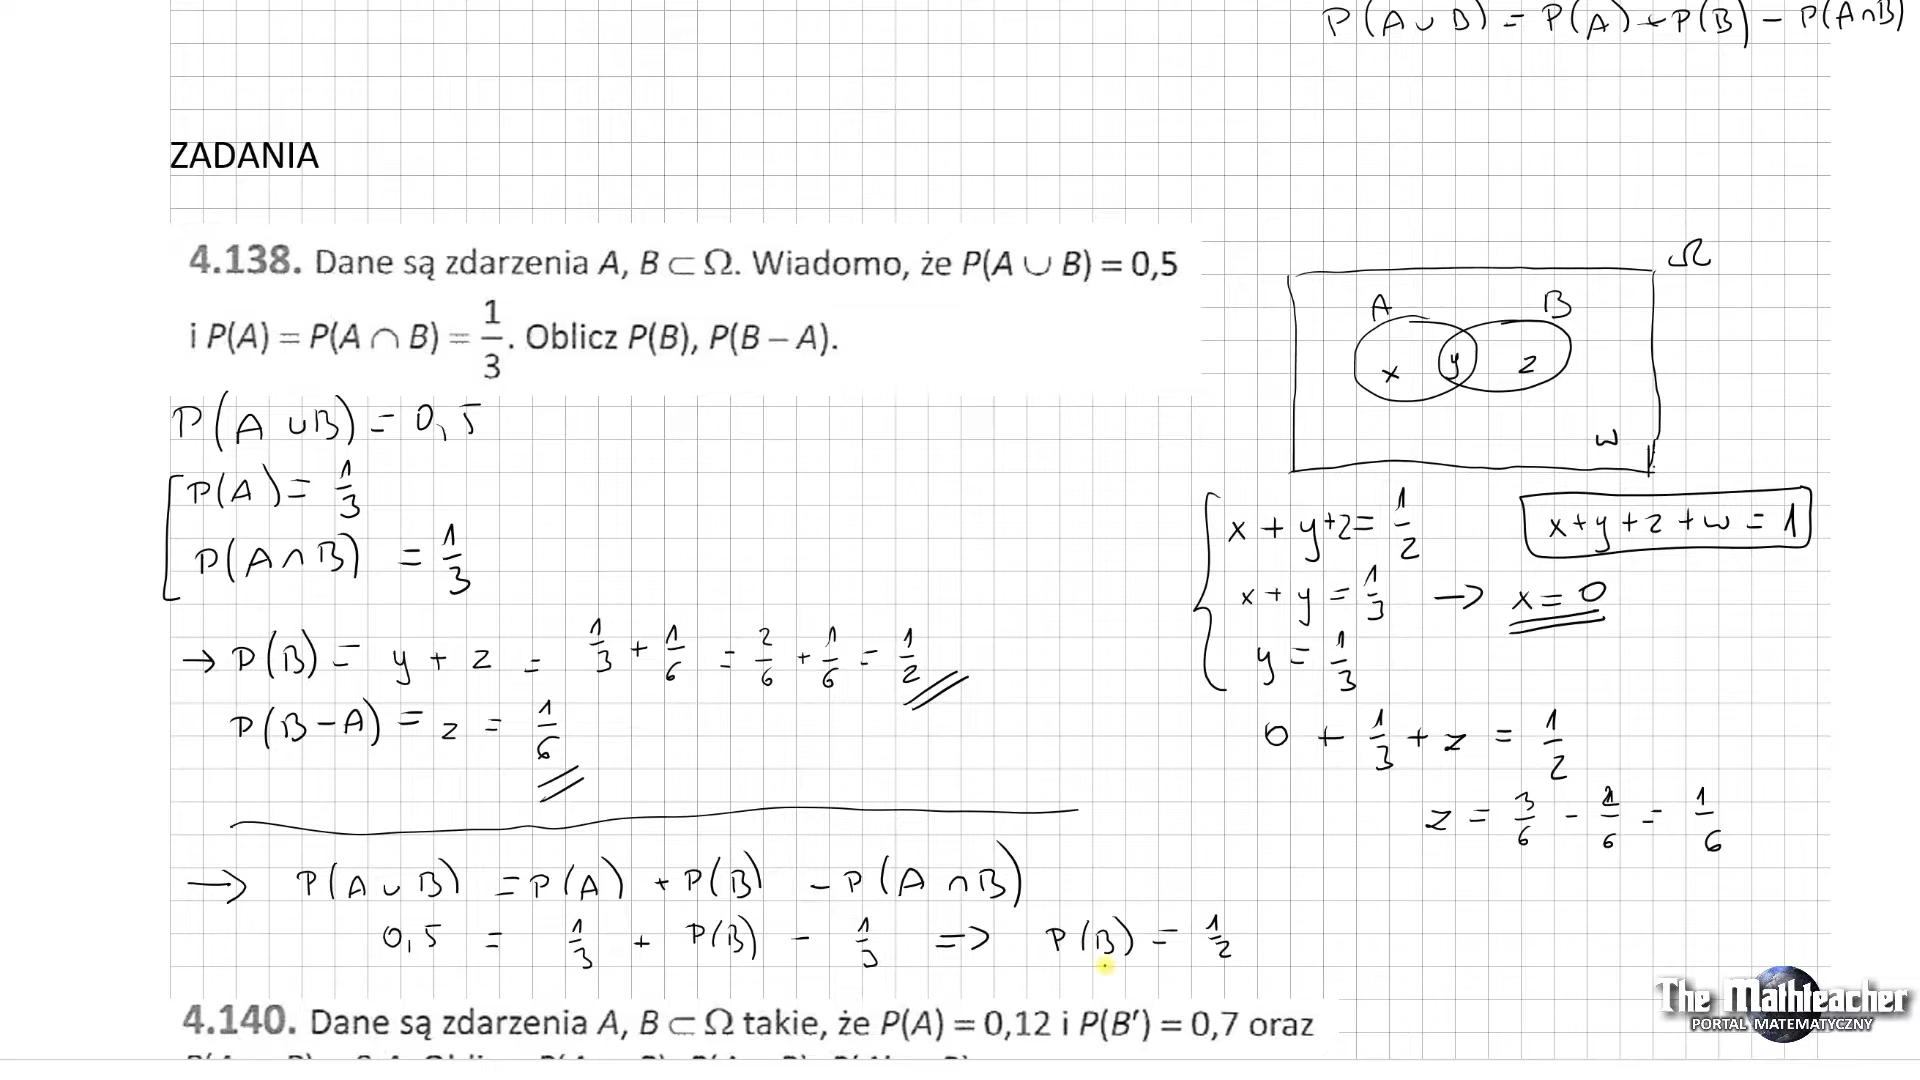 P(A∪B) = P(A) + P(B) – P(A∩B)
ZADANIA
4.138. Dane są zdarzenia A, B ⊂ Ω. Wiadomo, że P(A ∪ B) = 0,5
i P(A) = P(A ∩ B) = 1/3. Oblicz P(B), P(B – A).
Ω
A B
x y z
w
P(A∪B) = 0,5
P(A) = 1/3
P(A∩B) = 1/3
→ P(B) = y + z = 1/3 + 1/6 = 2/6 + 1/6 = 1/2
P(B–A) = z = 1/6
x + y + z = 1/2
x + y + z + w = 1
x + y = 1/3 → x = 0
y = 1/3
0 + 1/3 + z = 1/2
z = 3/6 – 2/6 = 1/6
→ P(A∪B) = P(A) + P(B) – P(A∩B)
0,5 = 1/3 + P(B) – 1/3 => P(B) = 1/2
4.140. Dane są zdarzenia A, B ⊂ Ω takie, że P(A) = 0,12 i P(B′) = 0,7 oraz
The Mathteacher
PORTAL MATEMATYCZNY